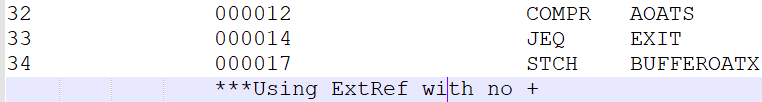 32 000012 COMPR AOATS
33 000014 JEQ EXIT
34 000017 STCH BUFFEROATX
***Using ExtRef with no +